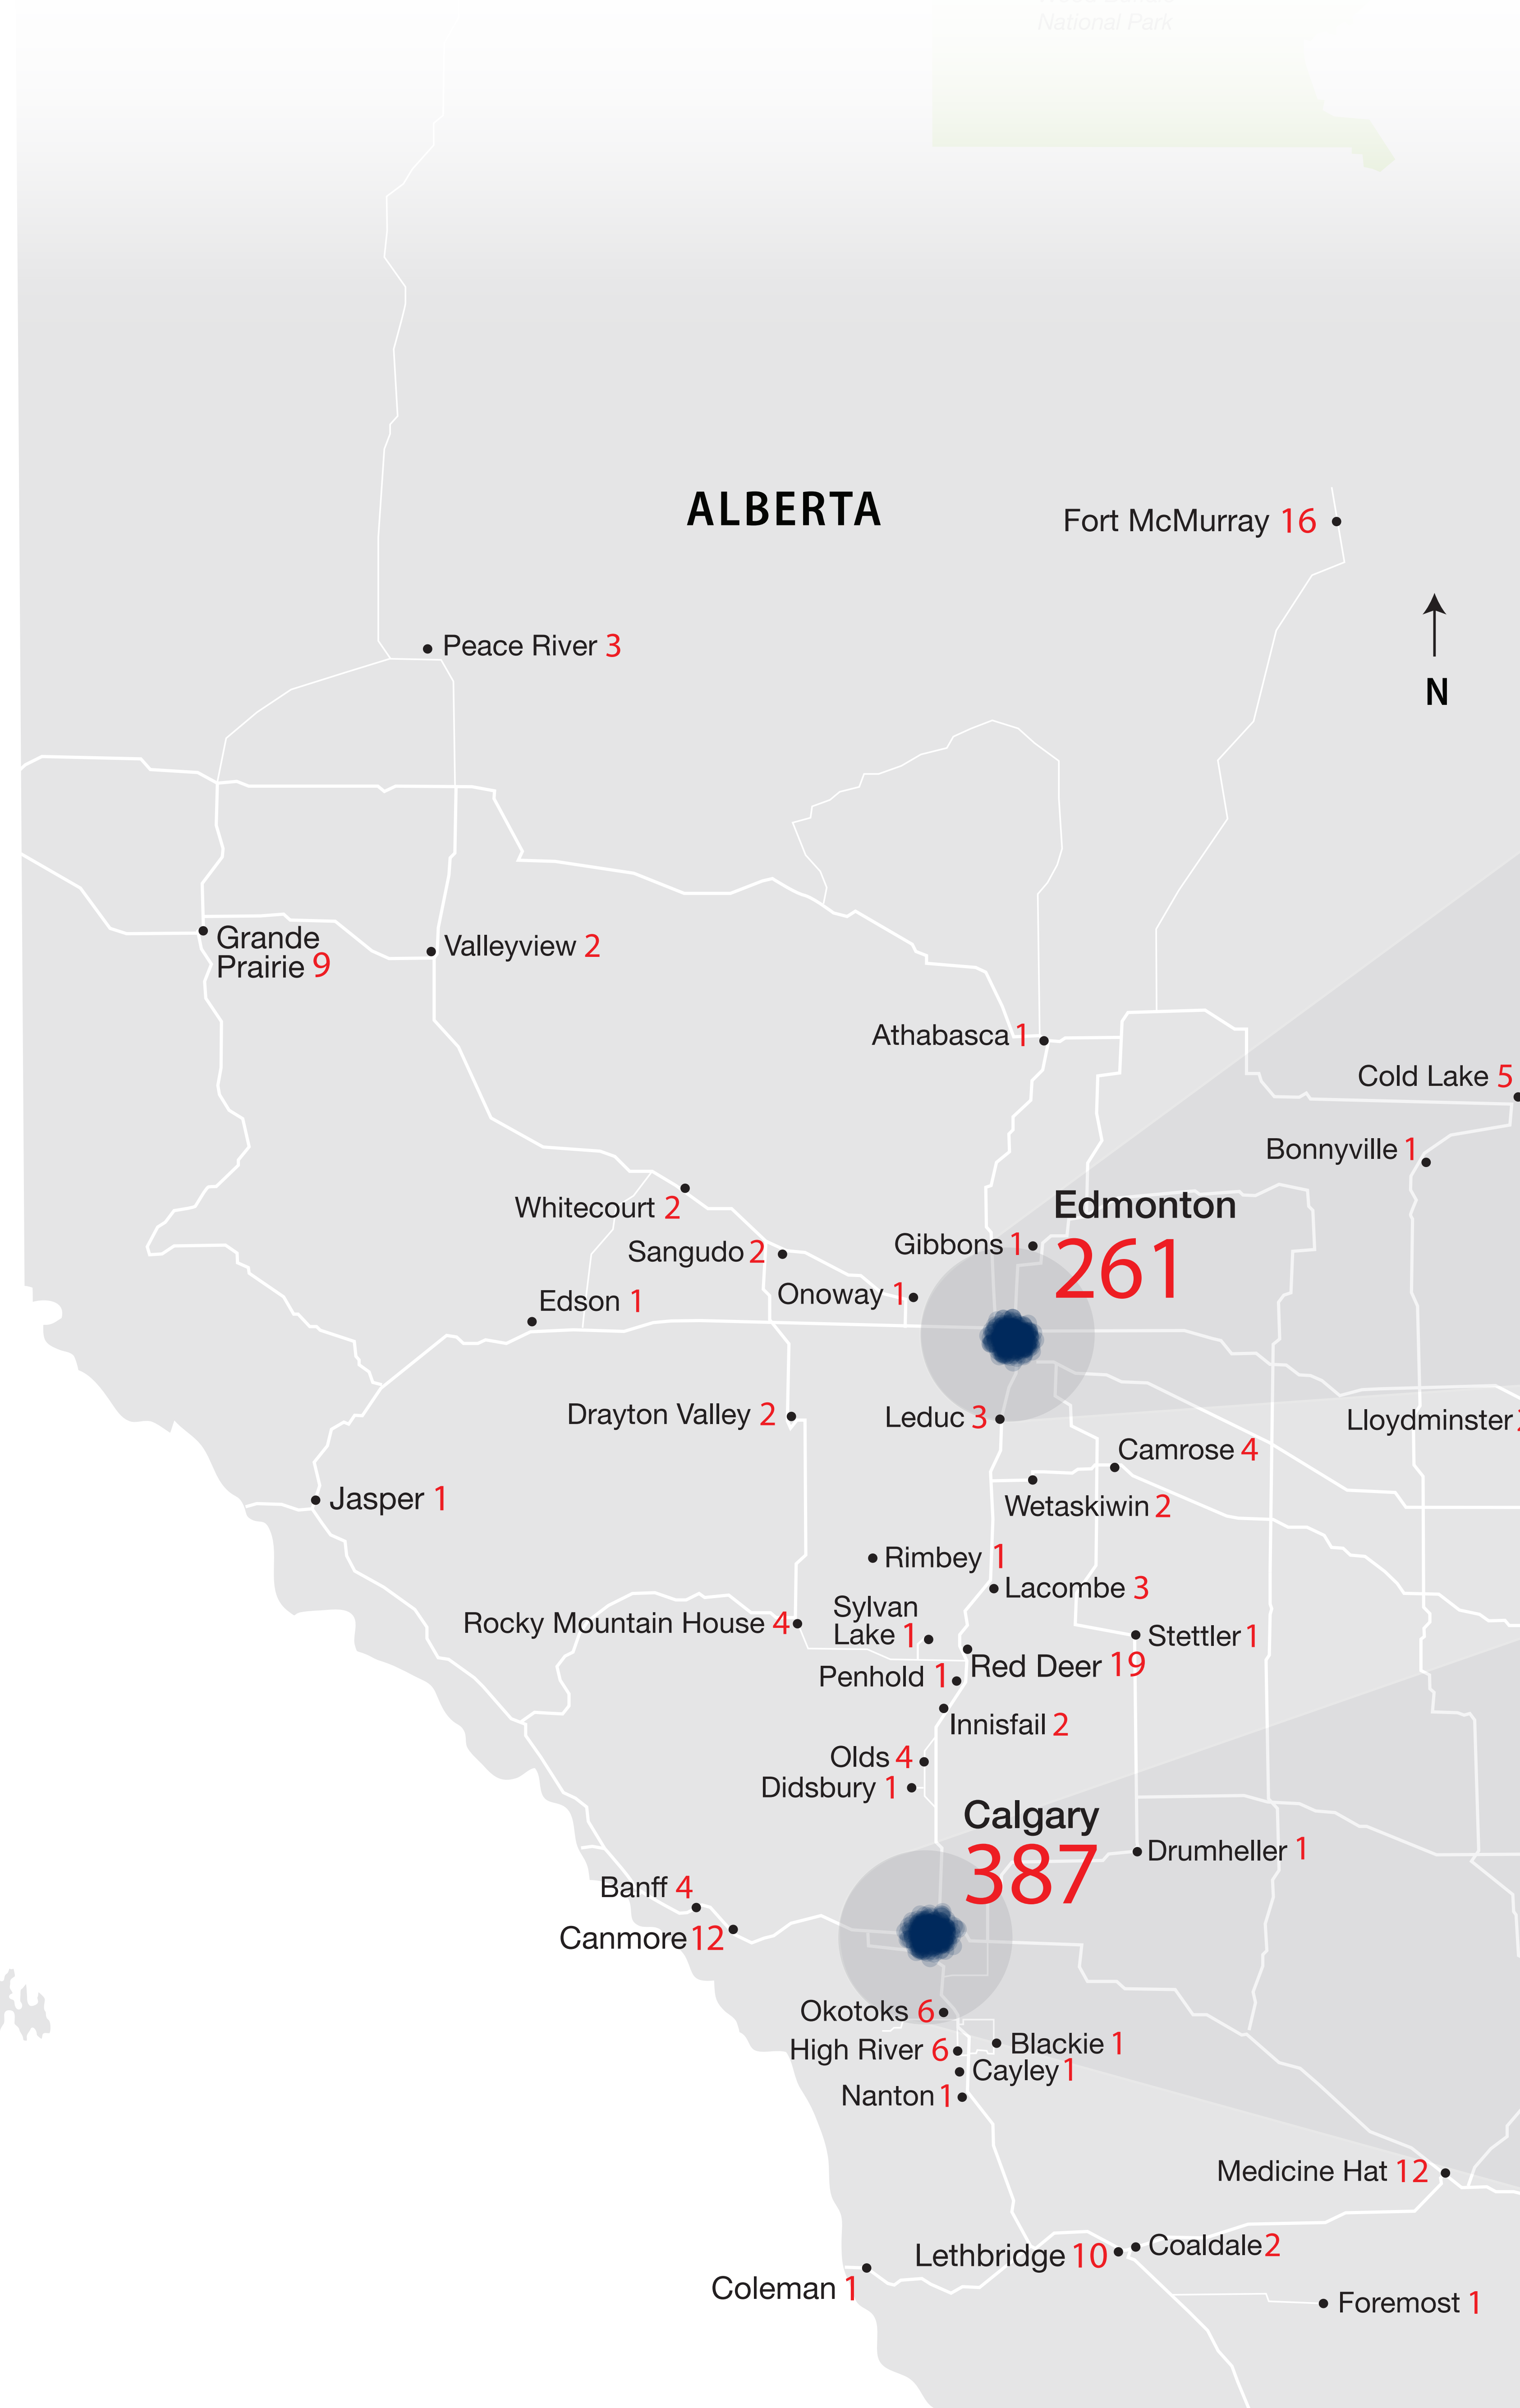 National Park
ALBERTA
Fort McMurray 16
Peace River 3
N
Grande
Prairie 9
Valleyview 2
Athabasca 1
Cold Lake 5
Bonnyville 1
Edmonton
261
Whitecourt 2
Gibbons 1
Sangudo 2
Onoway 1
Edson 1
Drayton Valley 2
Leduc 3
Lloydminster
Camrose 4
Jasper 1
Wetaskiwin 2
Rimbey 1
Lacombe 3
Sylvan
Lake 1
Rocky Mountain House 4
Stettler 1
Red Deer 19
Penhold 1
Innisfail 2
Olds 4
Didsbury 1
Calgary
387
Drumheller 1
Banff 4
Canmore 12
Okotoks 6
Blackie 1
High River 6
Cayley 1
Nanton 1
Medicine Hat 12
Coaldale 2
Lethbridge 10
Coleman 1
Foremost 1